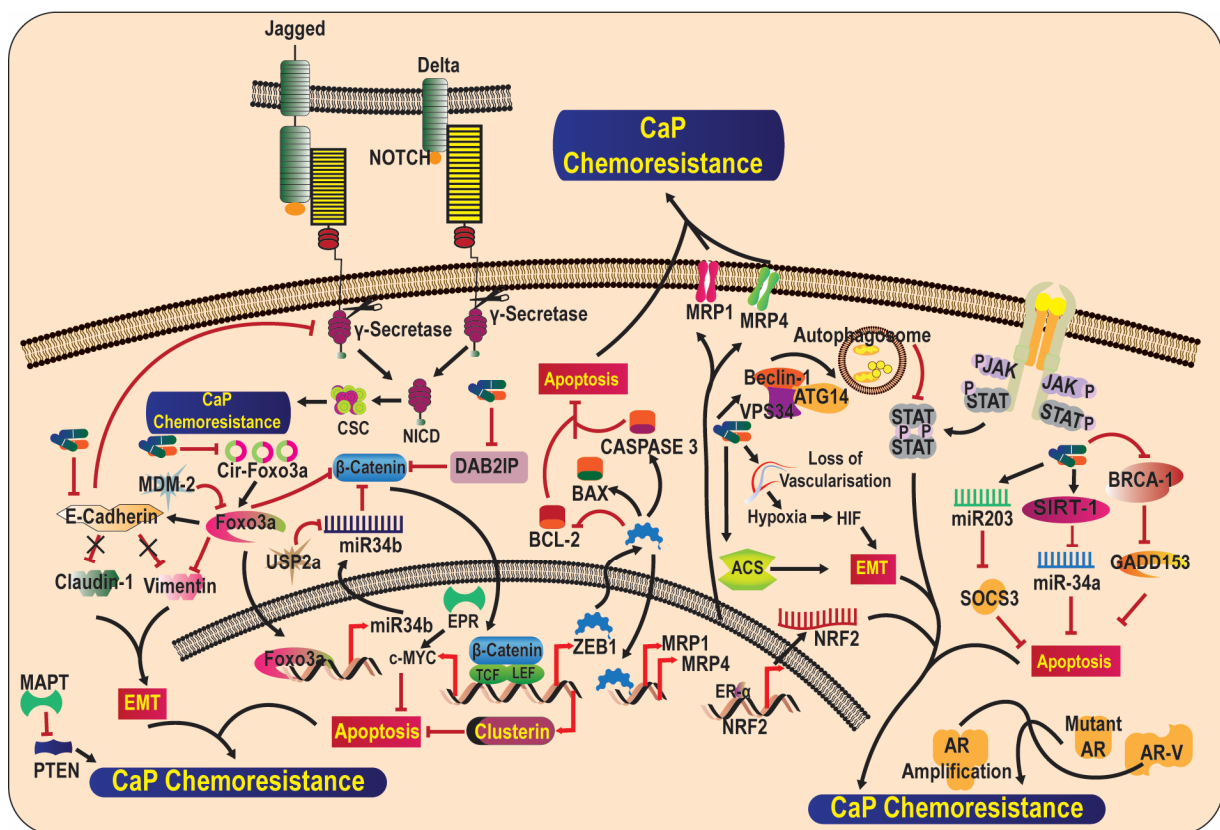 Jagged
Delta
NOTCH
CaP
Chemoresistance
MRP1
MRP4
γ-Secretase
γ-Secretase
Autophagosome
Beclin-1
ATG14
VPS34
P
JAK
P
STAT
JAK
P
STAT
P
STAT
P
P
STAT
Apoptosis
CaP
Chemoresistance
CSC
NICD
CASPASE 3
Cir-Foxo3a
β-Catenin
DAB2IP
BAX
Loss of
Vascularisation
BRCA-1
MDM-2
E-Cadherin
Foxo3a
miR34b
USP2a
BCL-2
Hypoxia
HIF
miR203
SIRT-1
Claudin-1
Vimentin
ACS
EMT
miR-34a
GADD153
SOCS3
miR34b
EPR
ZEB1
MRP1
MRP4
NRF2
Foxo3a
c-MYC
β-Catenin
TCF
LEF
ER-α
NRF2
Apoptosis
MAPT
EMT
Apoptosis
Clusterin
PTEN
AR
Amplification
Mutant
AR
AR-V
CaP Chemoresistance
CaP Chemoresistance